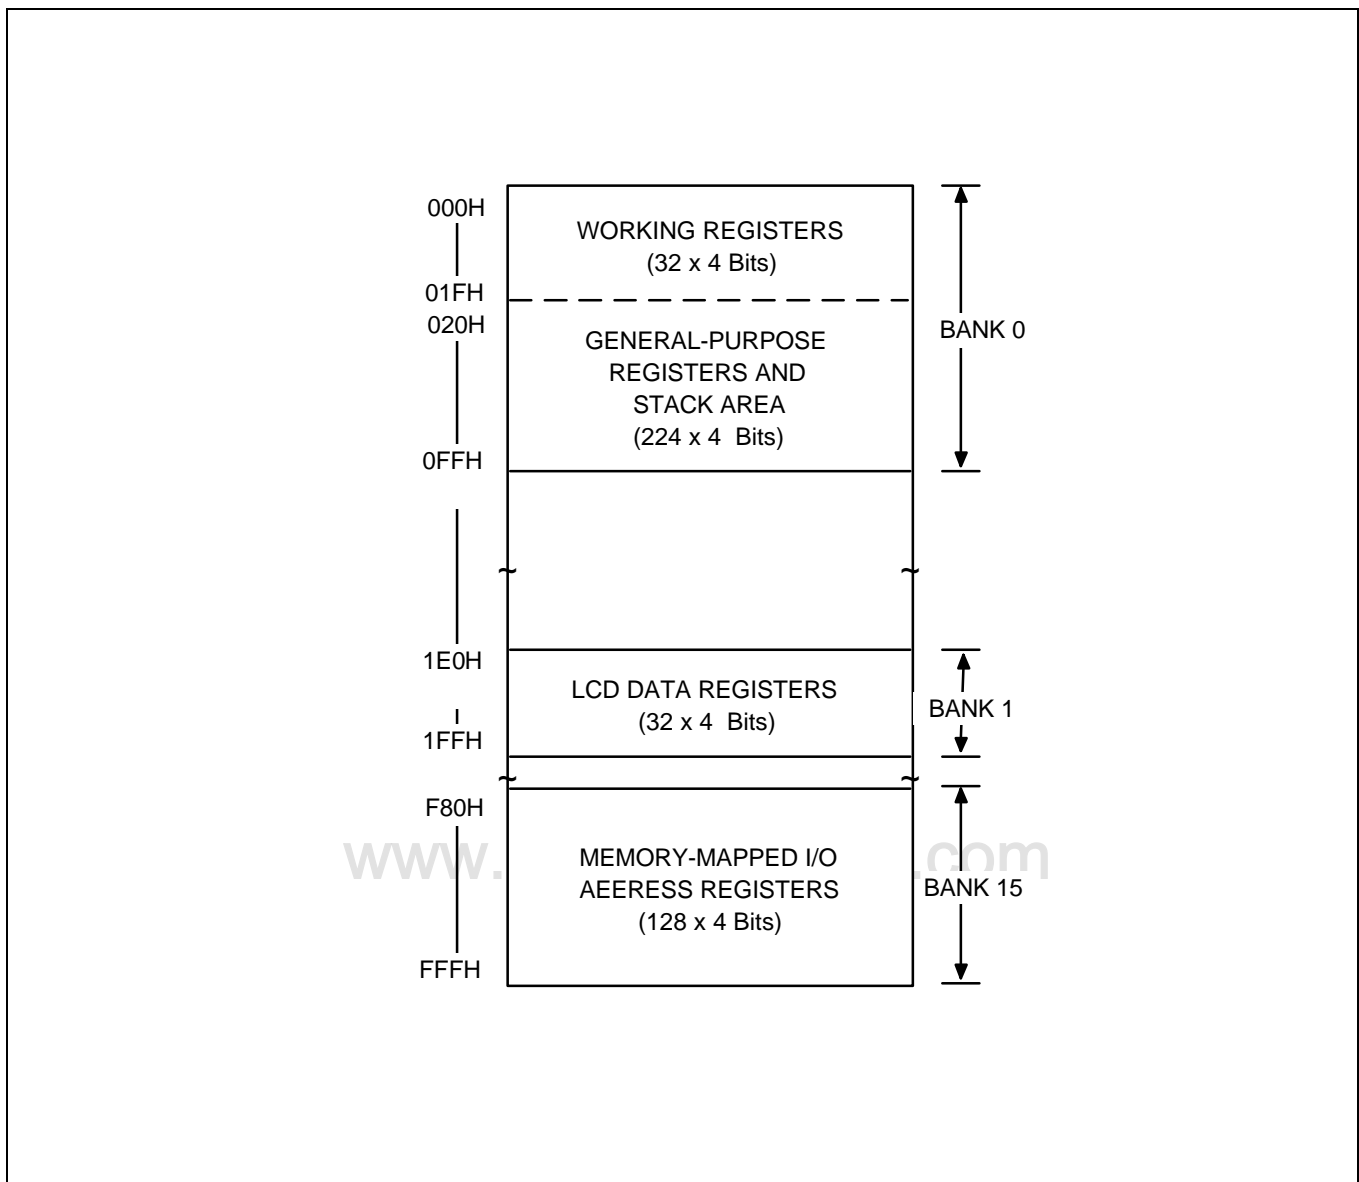 000H
WORKING REGISTERS
(32 x 4 Bits)
01FH
020H
GENERAL-PURPOSE
REGISTERS AND
STACK AREA
(224 x 4 Bits)
0FFH
BANK 0
1E0H
LCD DATA REGISTERS
(32 x 4 Bits)
1FFH
BANK 1
F80H
MEMORY-MAPPED I/O
AEERESS REGISTERS
(128 x 4 Bits)
FFFH
BANK 15
www.
.com